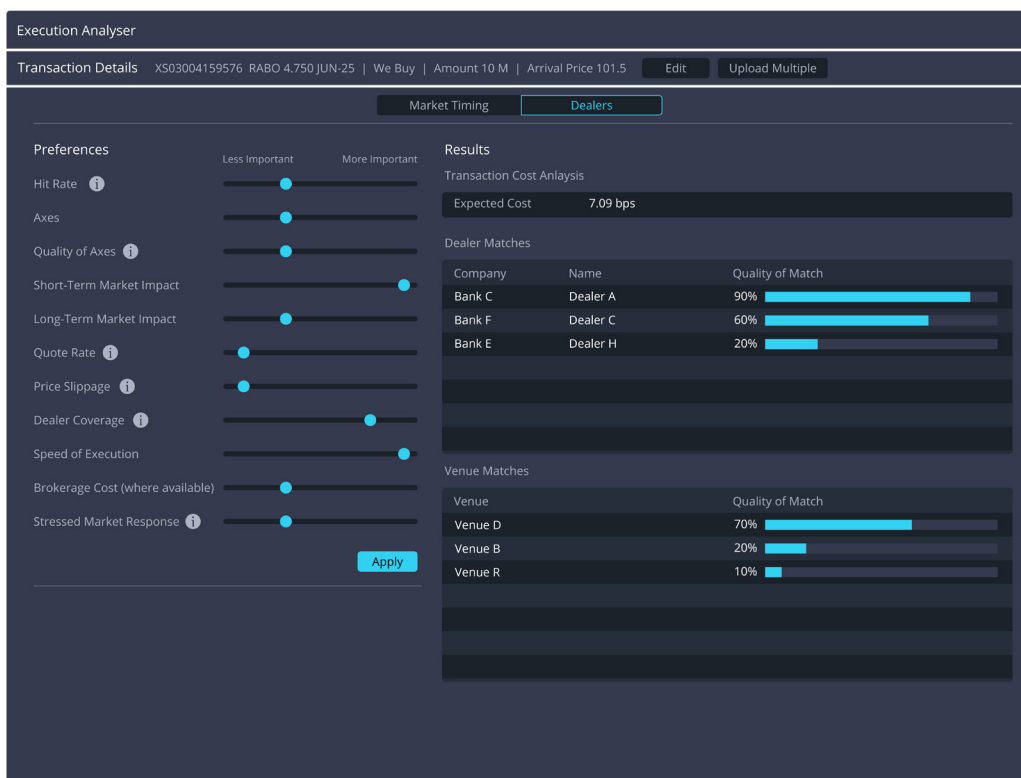 Execution Analyser
Transaction Details XS03004159576 RABO 4.750 JUN-25 | We Buy | Amount 10 M | Arrival Price 101.5 Edit Upload Multiple
Market Timing Dealers
Preferences
Less Important More Important
Hit Rate i
Axes
Quality of Axes i
Short-Term Market Impact
Long-Term Market Impact
Quote Rate i
Price Slippage i
Dealer Coverage i
Speed of Execution
Brokerage Cost (where available)
Stressed Market Response i
Apply
Results
Transaction Cost Anlaysis
Expected Cost 7.09 bps
Dealer Matches
Company Name Quality of Match
Bank C Dealer A 90%
Bank F Dealer C 60%
Bank E Dealer H 20%
Venue Matches
Venue Quality of Match
Venue D 70%
Venue B 20%
Venue R 10%